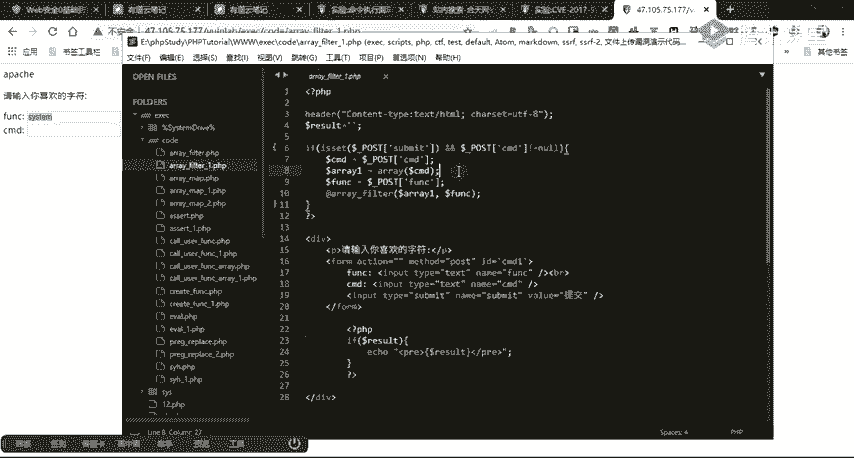 Web安全0基础
有道云笔记
有道云笔记
实验:命令执行漏
站内搜索-合天网
实验:CVE-2017-
47.105.75.177/v
不安全 | 47.105.75.177/vulnlab/exec/code/array_filter_1.php
应用
书签工具栏
其他书签
apache
请输入你喜欢的字符:
func: system
cmd:
E:\phpStudy\PHPTutorial\WWW\exec\code\array_filter_1.php (exec, scripts, php, ctf, test, default, Atom, markdown, ssrf, ssrf-2, 文件上传漏洞演示代码
文件(F) 编辑(E) 选择(S) 查找(I) 视图(V) 跳转(G) 工具(T) 项目(P) 首选项(N) 帮助(H)
OPEN FILES
FOLDERS
exec
%SystemDrive%
code
array_filter.php
array_filter_1.php
array_map.php
array_map_1.php
array_map_2.php
assert.php
assert_1.php
call_user_func.php
call_user_func_1.php
call_user_func_array.php
call_user_func_array_1.php
create_func.php
create_func_1.php
eval.php
eval_1.php
preg_replace.php
preg_replace_2.php
syh.php
syh_1.php
sys
12.php
array_filter_1.php
1 <?php
2
3 header("Content-type:text/html; charset=utf-8");
4 $result='';
5
6 if(isset($_POST['submit']) && $_POST['cmd']!=null){
7 $cmd = $_POST['cmd'];
8 $array1 = array($cmd);
9 $func = $_POST['func'];
10 @array_filter($array1, $func);
11 }
12 ?>
13
14 <div>
15 <p>请输入你喜欢的字符:</p>
16 <form action="" method="post" id="cmd1">
17 func: <input type="text" name="func" /><br>
18 cmd: <input type="text" name="cmd" />
19 <input type="submit" name="submit" value="提交" />
20 </form>
21
22 <?php
23 if($result){
24 echo "<pre>{$result}</pre>";
25 }
26 ?>
27
28 </div>
Line 8, Column 27
Spaces: 4
PHP